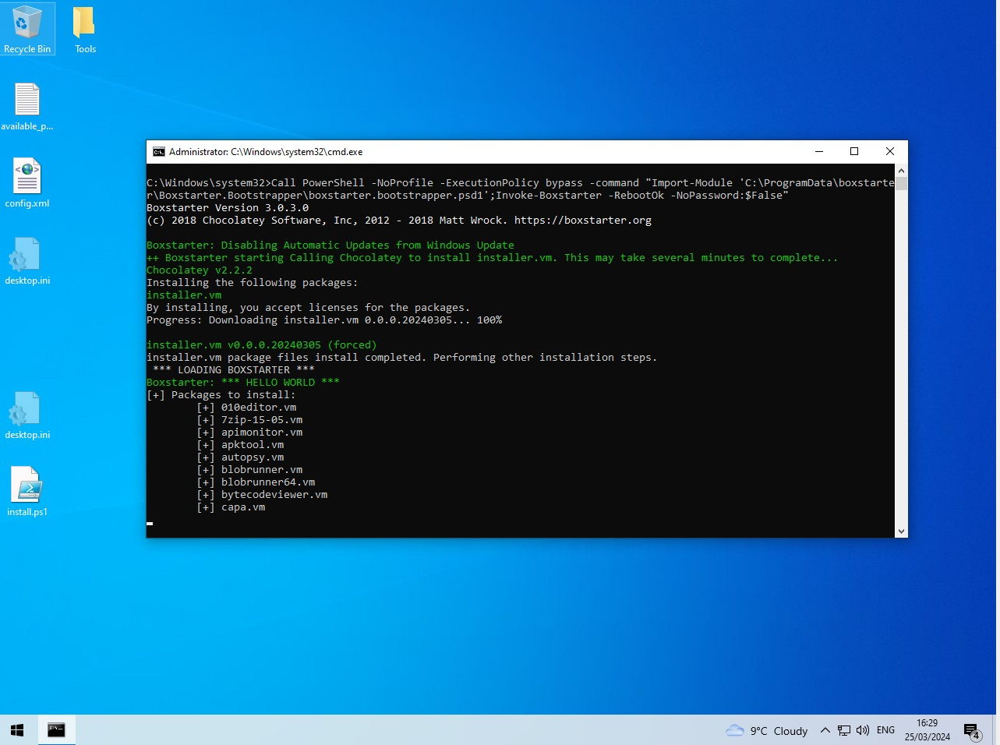 Recycle Bin
Tools
available_p...
config.xml
desktop.ini
desktop.ini
install.ps1
Administrator: C:\Windows\system32\cmd.exe
C:\Windows\system32>Call PowerShell -NoProfile -ExecutionPolicy bypass -command "Import-Module 'C:\ProgramData\boxstarte
r\Boxstarter.Bootstrapper\boxstarter.bootstrapper.psd1';Invoke-Boxstarter -RebootOk -NoPassword:$False"
Boxstarter Version 3.0.3.0
(c) 2018 Chocolatey Software, Inc, 2012 - 2018 Matt Wrock. https://boxstarter.org
Boxstarter: Disabling Automatic Updates from Windows Update
++ Boxstarter starting Calling Chocolatey to install installer.vm. This may take several minutes to complete...
Chocolatey v2.2.2
Installing the following packages:
installer.vm
By installing, you accept licenses for the packages.
Progress: Downloading installer.vm 0.0.0.20240305... 100%
installer.vm v0.0.0.20240305 (forced)
installer.vm package files install completed. Performing other installation steps.
*** LOADING BOXSTARTER ***
Boxstarter: *** HELLO WORLD ***
[+] Packages to install:
[+] 010editor.vm
[+] 7zip-15-05.vm
[+] apimonitor.vm
[+] apktool.vm
[+] autopsy.vm
[+] blobrunner.vm
[+] blobrunner64.vm
[+] bytecodeviewer.vm
[+] capa.vm
9°C Cloudy
ENG
16:29
25/03/2024
4